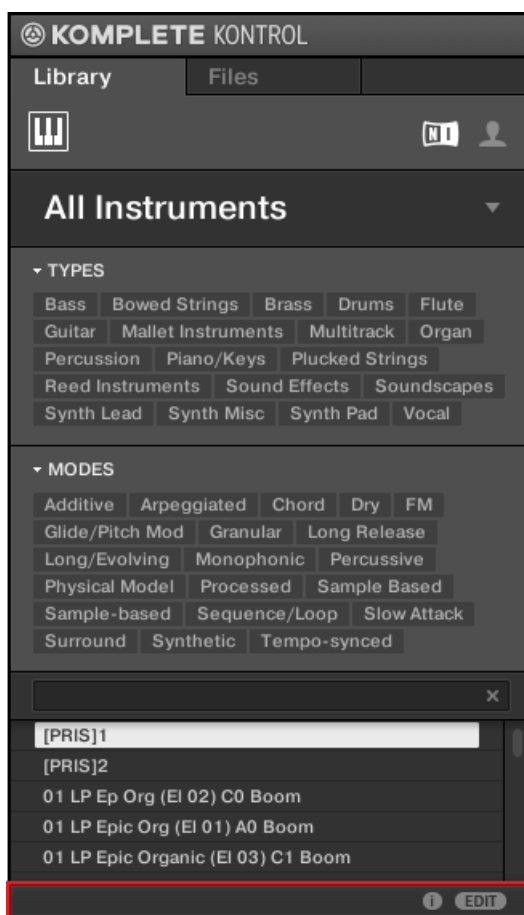 KOMPLETE KONTROL
Library Files
NI
All Instruments
TYPES
Bass Bowed Strings Brass Drums Flute
Guitar Mallet Instruments Multitrack Organ
Percussion Piano/Keys Plucked Strings
Reed Instruments Sound Effects Soundscapes
Synth Lead Synth Misc Synth Pad Vocal
MODES
Additive Arpeggiated Chord Dry FM
Glide/Pitch Mod Granular Long Release
Long/Evolving Monophonic Percussive
Physical Model Processed Sample Based
Sample-based Sequence/Loop Slow Attack
Surround Synthetic Tempo-synced
[PRIS]1
[PRIS]2
01 LP Ep Org (El 02) C0 Boom
01 LP Epic Org (El 01) A0 Boom
01 LP Epic Organic (El 03) C1 Boom
i EDIT